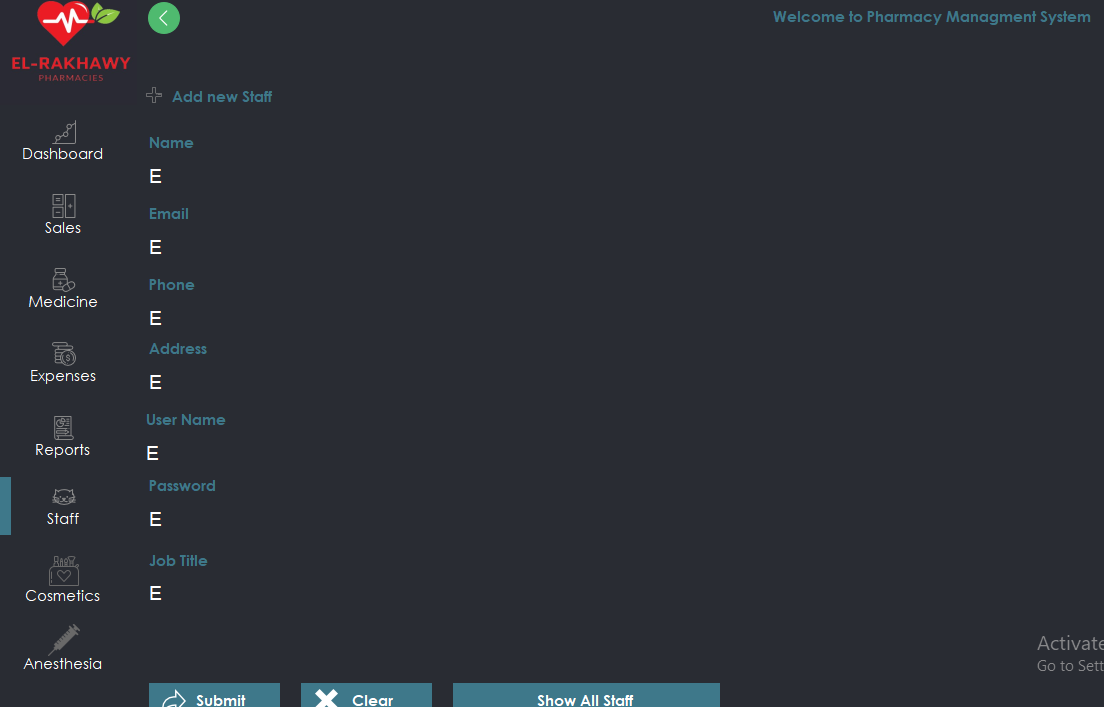 EL-RAKHAWY
PHARMACIES
Welcome to Pharmacy Managment System
Dashboard
Sales
Medicine
Expenses
Reports
Staff
Cosmetics
Anesthesia
Add new Staff
Name
E
Email
E
Phone
E
Address
E
User Name
E
Password
E
Job Title
E
Submit
Clear
Show All Staff
Activate
Go to Sett